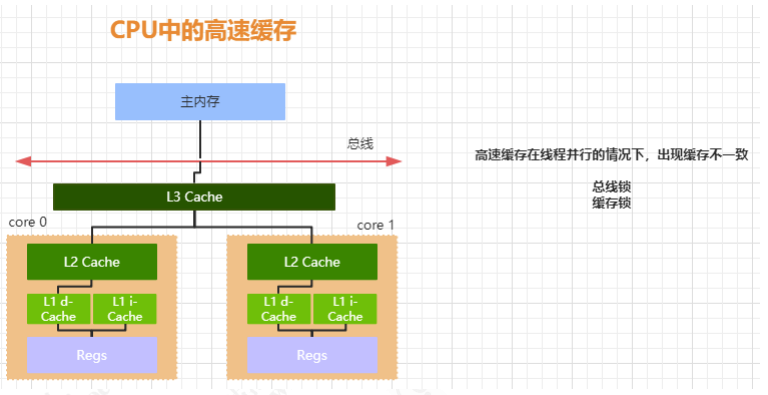 CPU中的高速缓存
主内存
总线
高速缓存在线程并行的情况下，出现缓存不一致
总线锁
缓存锁
L3 Cache
core 0
core 1
L2 Cache
L2 Cache
L1 d-
Cache
L1 i-
Cache
L1 d-
Cache
L1 i-
Cache
Regs
Regs